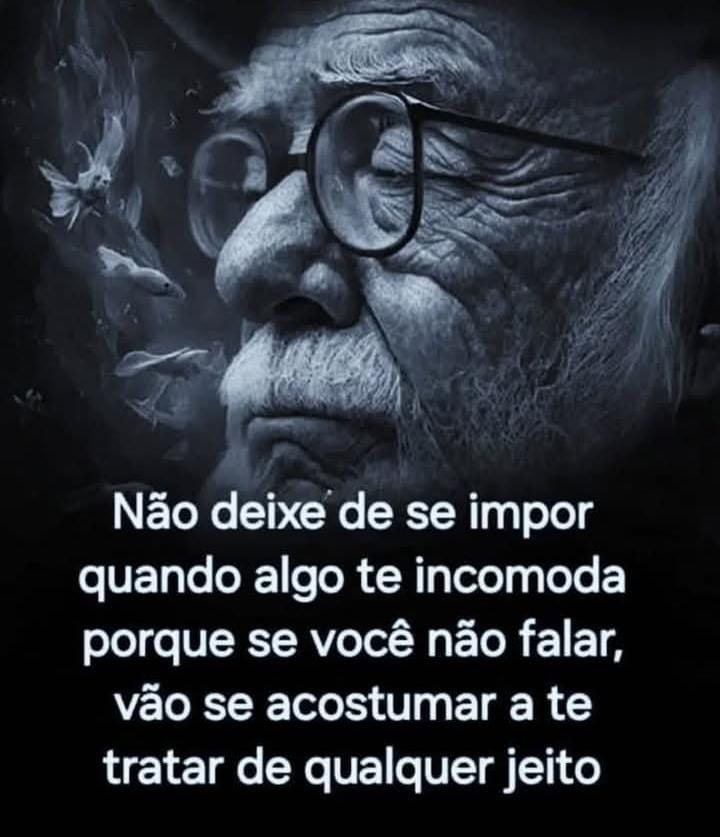 Não deixe de se impor
quando algo te incomoda
porque se você não falar,
vão se acostumar a te
tratar de qualquer jeito